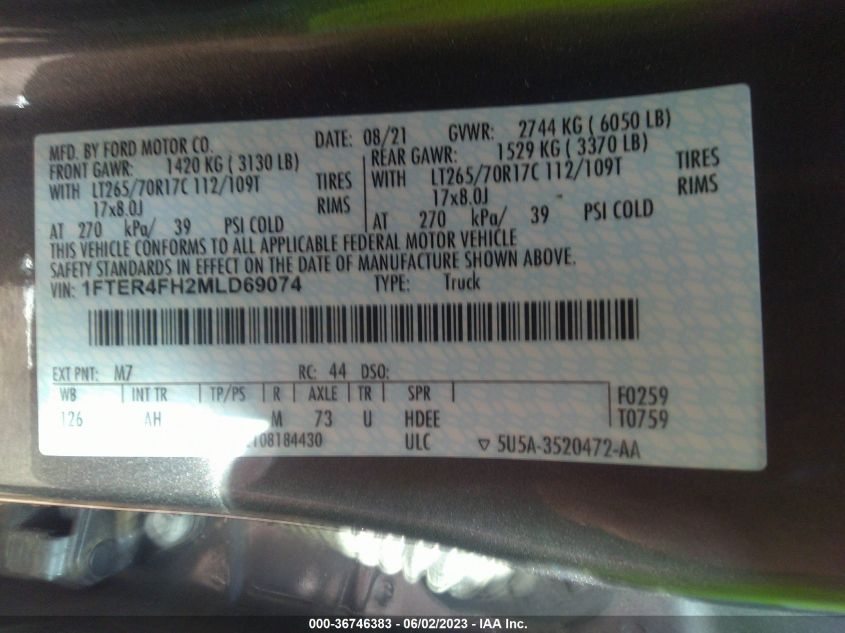 MFD. BY FORD MOTOR CO. DATE: 08/21 GVWR: 2744 KG ( 6050 LB)
FRONT GAWR: 1420 KG ( 3130 LB) REAR GAWR: 1529 KG ( 3370 LB)
WITH LT265/70R17C 112/109T TIRES WITH LT265/70R17C 112/109T TIRES
17x8.0J RIMS 17x8.0J RIMS
AT 270 kPa/ 39 PSI COLD AT 270 kPa/ 39 PSI COLD
THIS VEHICLE CONFORMS TO ALL APPLICABLE FEDERAL MOTOR VEHICLE
SAFETY STANDARDS IN EFFECT ON THE DATE OF MANUFACTURE SHOWN ABOVE.
VIN: 1FTER4FH2MLD69074 TYPE: Truck
EXT PNT: M7 RC: 44 DSO:
WB INT TR TP/PS R AXLE TR SPR F0259
126 AH M 73 U HDEE T0759
108184430 ULC ▽ 5U5A-3520472-AA
000-36746383 - 06/02/2023 - IAA Inc.